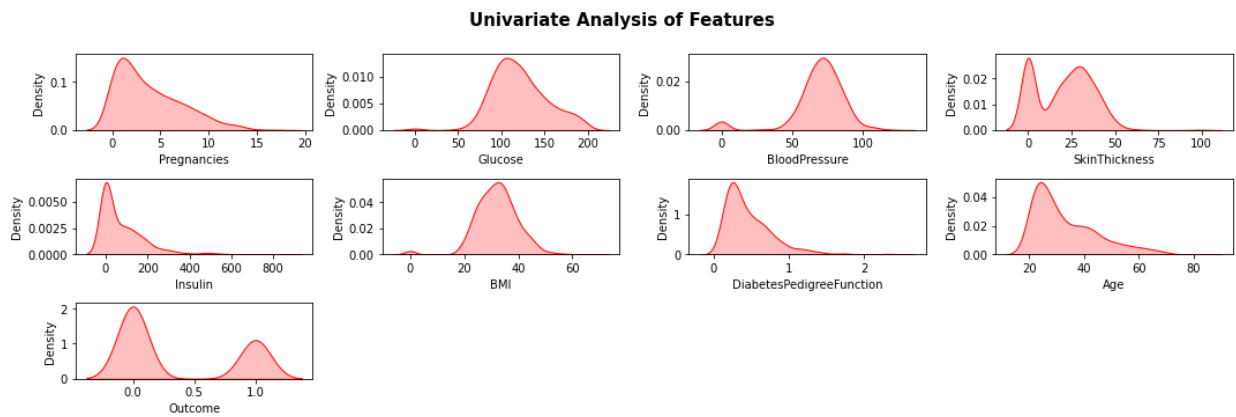 Univariate Analysis of Features
Density
0.1
0.0
0 5 10 15 20
Pregnancies
Density
0.010
0.005
0.000
0 50 100 150 200
Glucose
Density
0.02
0.00
0 50 100
BloodPressure
Density
0.02
0.01
0.00
0 25 50 75 100
SkinThickness
Density
0.0050
0.0025
0.0000
0 200 400 600 800
Insulin
Density
0.04
0.02
0.00
0 20 40 60
BMI
Density
1
0
0 1 2
DiabetesPedigreeFunction
Density
0.04
0.02
0.00
20 40 60 80
Age
Density
2
1
0
0.0 0.5 1.0
Outcome